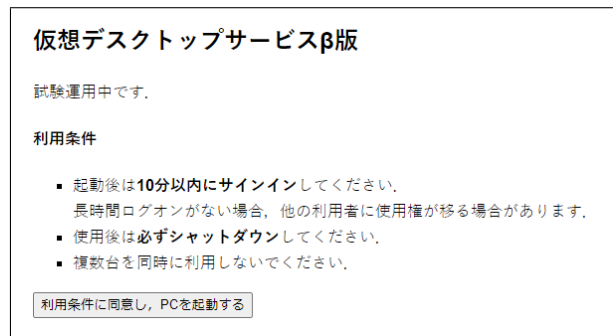 仮想デスクトップサービスβ版
試験運用中です．
利用条件
▪ 起動後は10分以内にサインインしてください．
長時間ログオンがない場合，他の利用者に使用権が移る場合があります．
▪ 使用後は必ずシャットダウンしてください．
▪ 複数台を同時に利用しないでください．
利用条件に同意し，PCを起動する